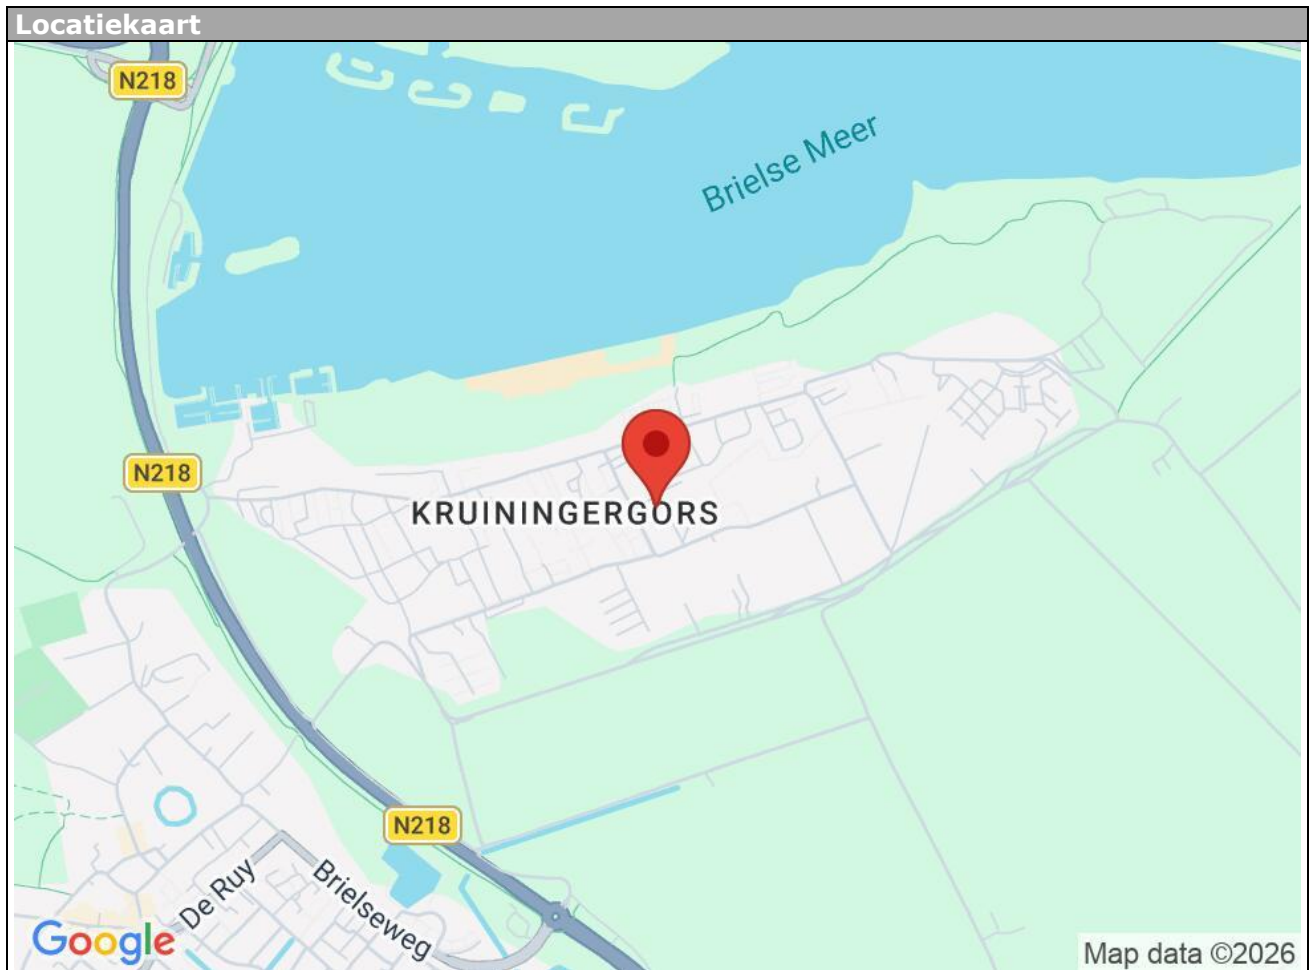 Locatiekaart
N218
Brielse Meer
N218
KRUININGERGORS
N218
De Ruy
Brielseweg
Google
Map data ©2026